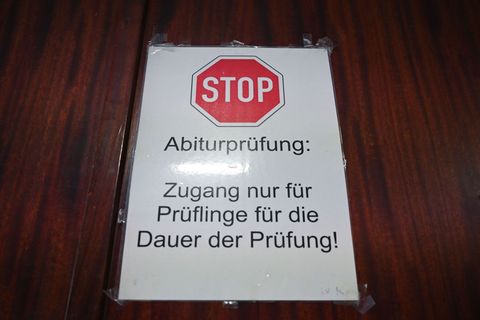 STOP
Abiturprüfung:
Zugang nur für
Prüflinge für die
Dauer der Prüfung!